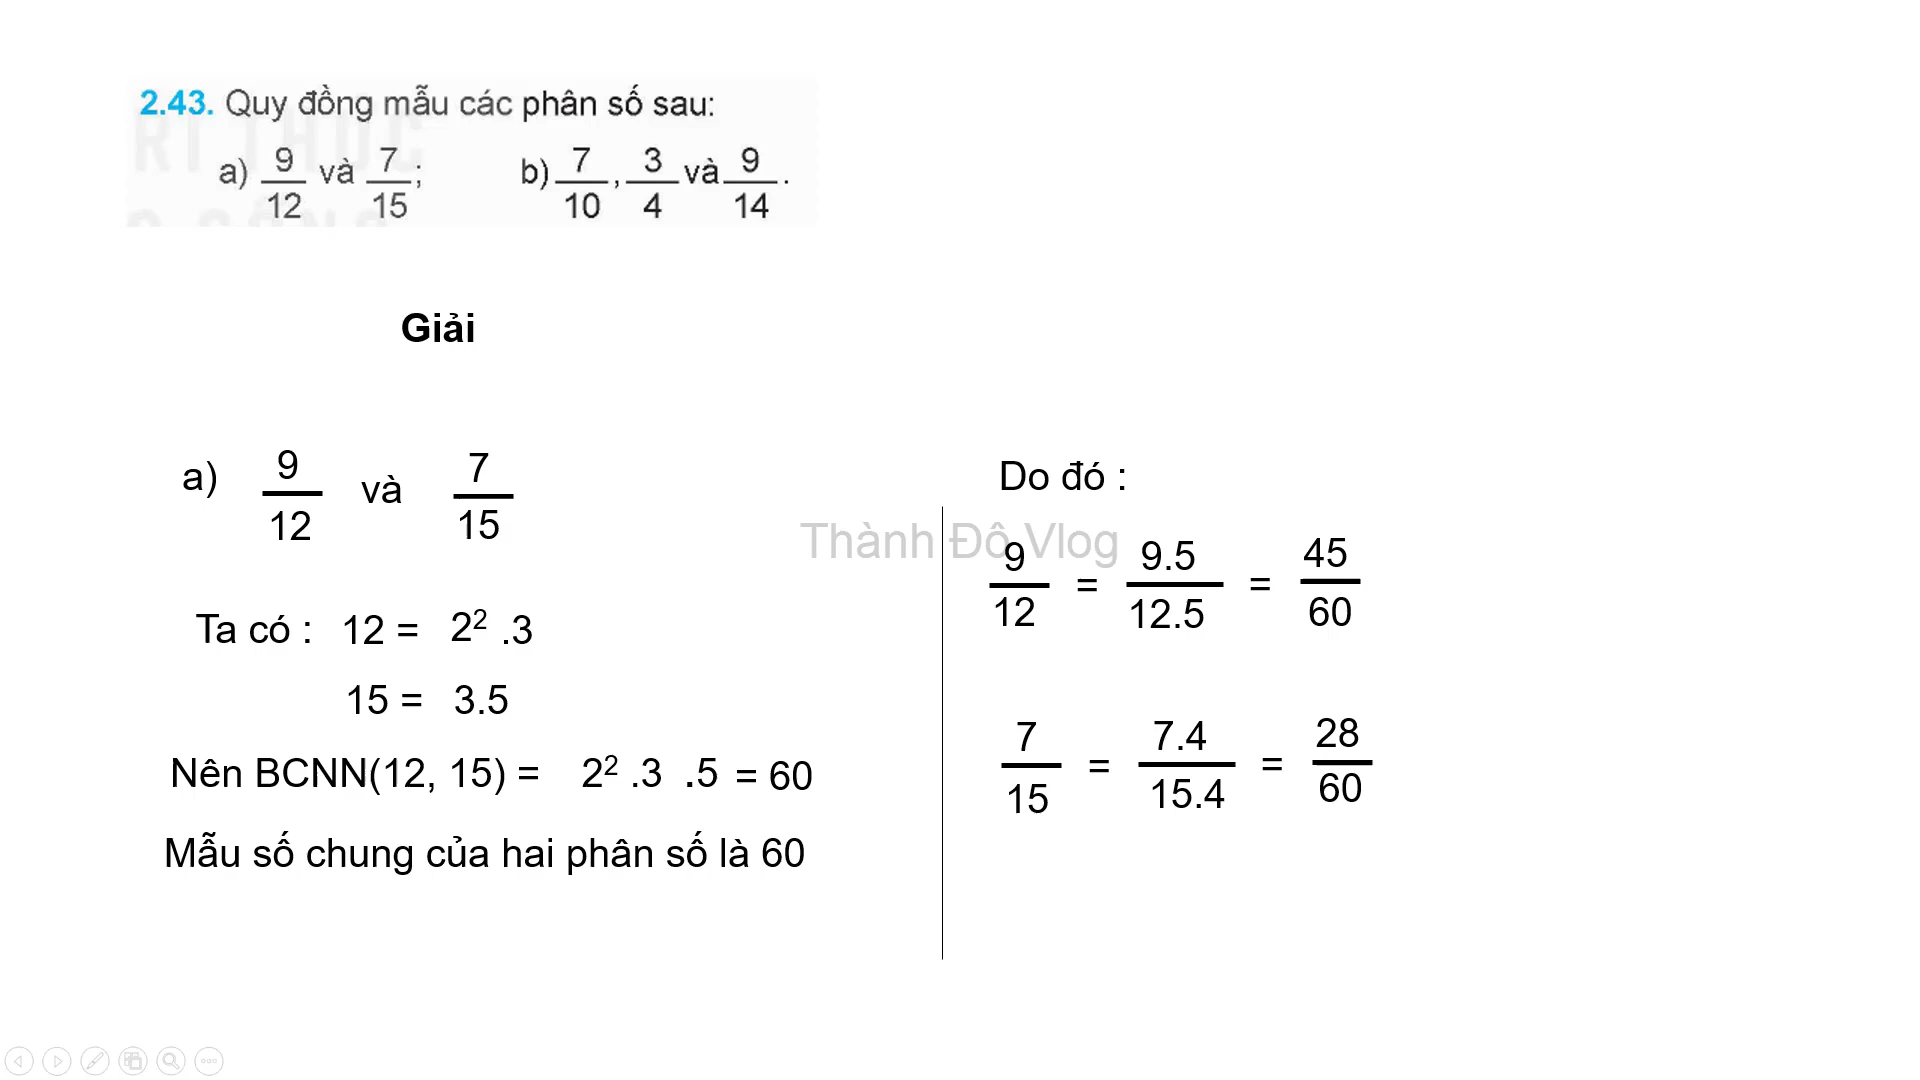 2.43. Quy đồng mẫu các phân số sau:
a) 9/12 và 7/15; b) 7/10, 3/4 và 9/14.
Giải
a) 9/12 và 7/15
Ta có : 12 = 2² .3
15 = 3.5
Nên BCNN(12, 15) = 2² .3 .5 = 60
Mẫu số chung của hai phân số là 60
Do đó :
Thành Đô Vlog
9/12 = 9.5/12.5 = 45/60
7/15 = 7.4/15.4 = 28/60